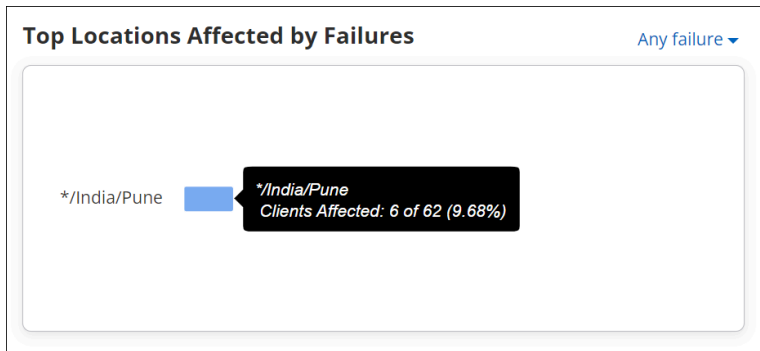 Top Locations Affected by Failures
Any failure
*/India/Pune
*/India/Pune
Clients Affected: 6 of 62 (9.68%)